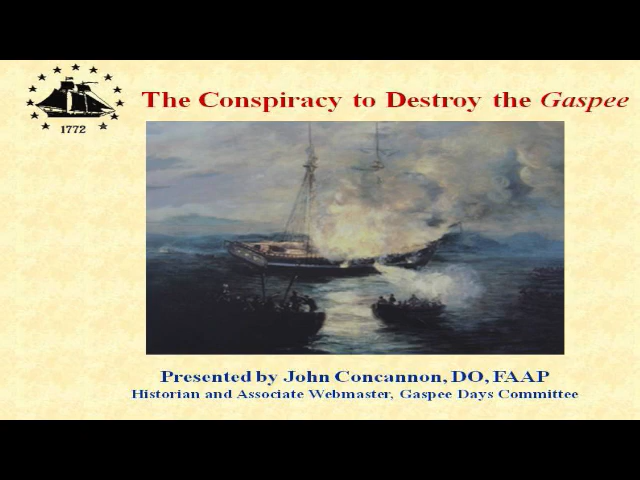 The Conspiracy to Destroy the Gaspee
1772
Presented by John Concannon, DO, FAAP
Historian and Associate Webmaster, Gaspee Days Committee